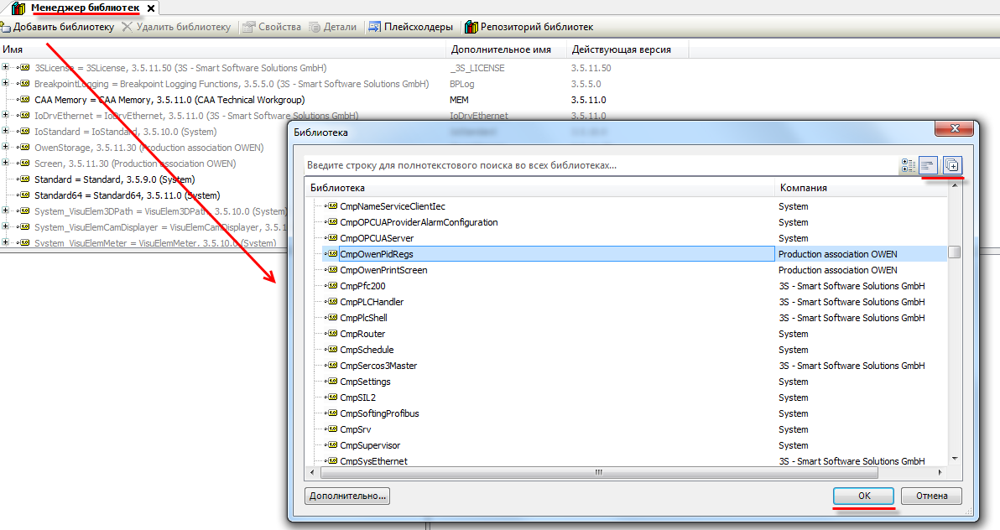 Менеджер библиотек
Добавить библиотеку Удалить библиотеку Свойства Детали Плейсхолдеры Репозиторий библиотек
Имя Дополнительное имя Действующая версия
3SLicense = 3SLicense, 3.5.11.50 (3S - Smart Software Solutions GmbH) _3S_LICENSE 3.5.11.50
BreakpointLogging = Breakpoint Logging Functions, 3.5.5.0 (3S - Smart Software Solutions GmbH) BPLog 3.5.5.0
CAA Memory = CAA Memory, 3.5.11.0 (CAA Technical Workgroup) MEM 3.5.11.0
IoDrvEthernet = IoDrvEthernet, 3.5.11.0 (3S - Smart Software Solutions GmbH) IoDrvEthernet 3.5.11.0
IoStandard = IoStandard, 3.5.10.0 (System)
OwenStorage, 3.5.11.30 (Production association OWEN)
Screen, 3.5.11.30 (Production association OWEN)
Standard = Standard, 3.5.9.0 (System)
Standard64 = Standard64, 3.5.11.0 (System)
System_VisuElem3DPath = VisuElem3DPath, 3.5.10.0 (System)
System_VisuElemCamDisplayer = VisuElemCamDisplayer, 3.5.1
System_VisuElemMeter = VisuElemMeter, 3.5.10.0 (System)
Библиотека
Введите строку для полнотекстового поиска во всех библиотеках...
Библиотека Компания
CmpNameServiceClientIec System
CmpOPCUAProviderAlarmConfiguration System
CmpOPCUAServer System
CmpOwenPidRegs Production association OWEN
CmpOwenPrintScreen Production association OWEN
CmpPfc200 3S - Smart Software Solutions GmbH
CmpPLCHandler 3S - Smart Software Solutions GmbH
CmpPlcShell 3S - Smart Software Solutions GmbH
CmpRouter System
CmpSchedule System
CmpSercos3Master 3S - Smart Software Solutions GmbH
CmpSettings System
CmpSIL2 System
CmpSoftingProfibus System
CmpSrv System
CmpSupervisor System
CmpSysEthernet 3S - Smart Software Solutions GmbH
Дополнительно... OK Отмена